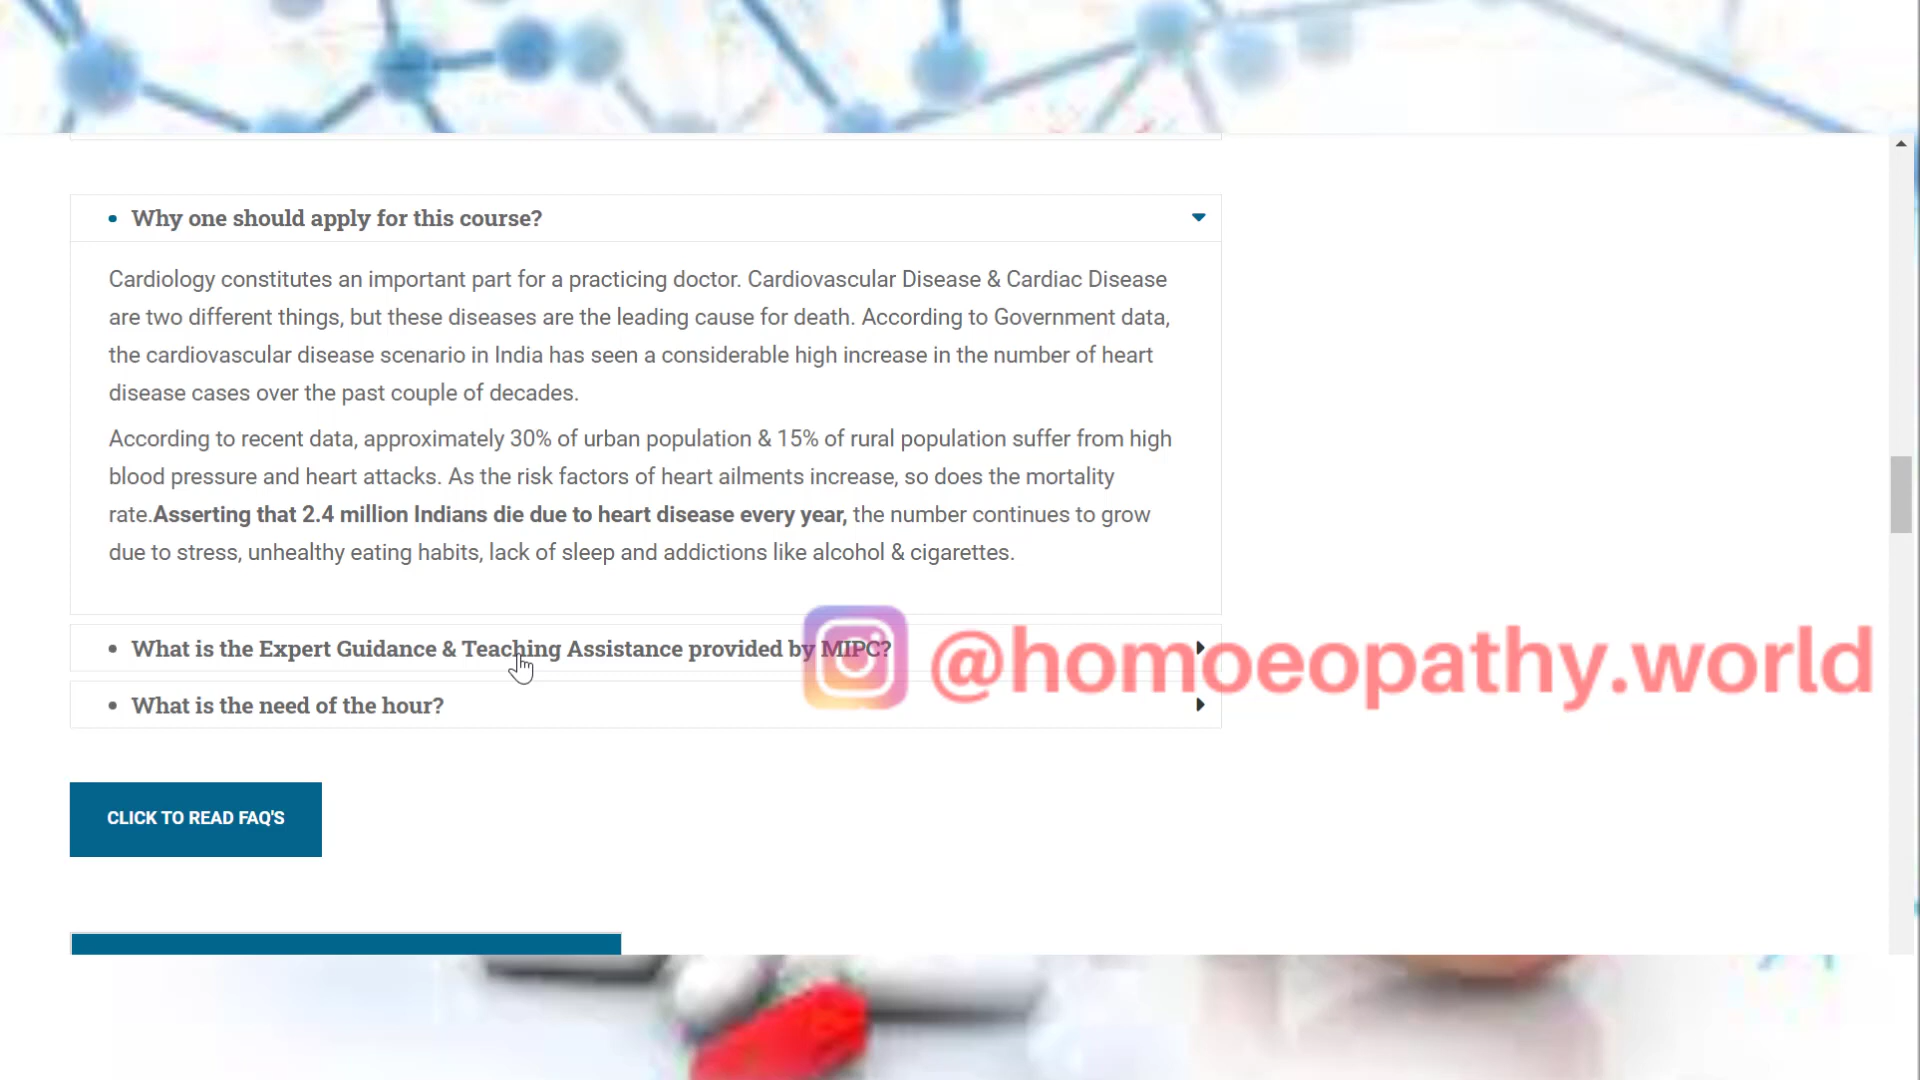 Why one should apply for this course?
Cardiology constitutes an important part for a practicing doctor. Cardiovascular Disease & Cardiac Disease
are two different things, but these diseases are the leading cause for death. According to Government data,
the cardiovascular disease scenario in India has seen a considerable high increase in the number of heart
disease cases over the past couple of decades.
According to recent data, approximately 30% of urban population & 15% of rural population suffer from high
blood pressure and heart attacks. As the risk factors of heart ailments increase, so does the mortality
rate.Asserting that 2.4 million Indians die due to heart disease every year, the number continues to grow
due to stress, unhealthy eating habits, lack of sleep and addictions like alcohol & cigarettes.
What is the Expert Guidance & Teaching Assistance provided by MIPC?
@homoeopathy.world
What is the need of the hour?
CLICK TO READ FAQ'S